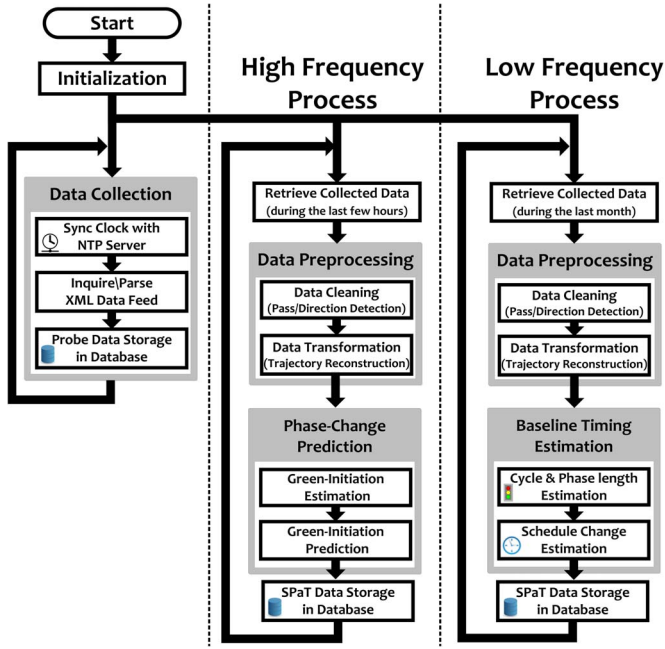 Start
Initialization
Data Collection
Sync Clock with
NTP Server
Inquire\Parse
XML Data Feed
Probe Data Storage
in Database
High Frequency
Process
Retrieve Collected Data
(during the last few hours)
Data Preprocessing
Data Cleaning
(Pass/Direction Detection)
Data Transformation
(Trajectory Reconstruction)
Phase-Change
Prediction
Green-Initiation
Estimation
Green-Initiation
Prediction
SPaT Data Storage
in Database
Low Frequency
Process
Retrieve Collected Data
(during the last month)
Data Preprocessing
Data Cleaning
(Pass/Direction Detection)
Data Transformation
(Trajectory Reconstruction)
Baseline Timing
Estimation
Cycle & Phase length
Estimation
Schedule Change
Estimation
SPaT Data Storage
in Database